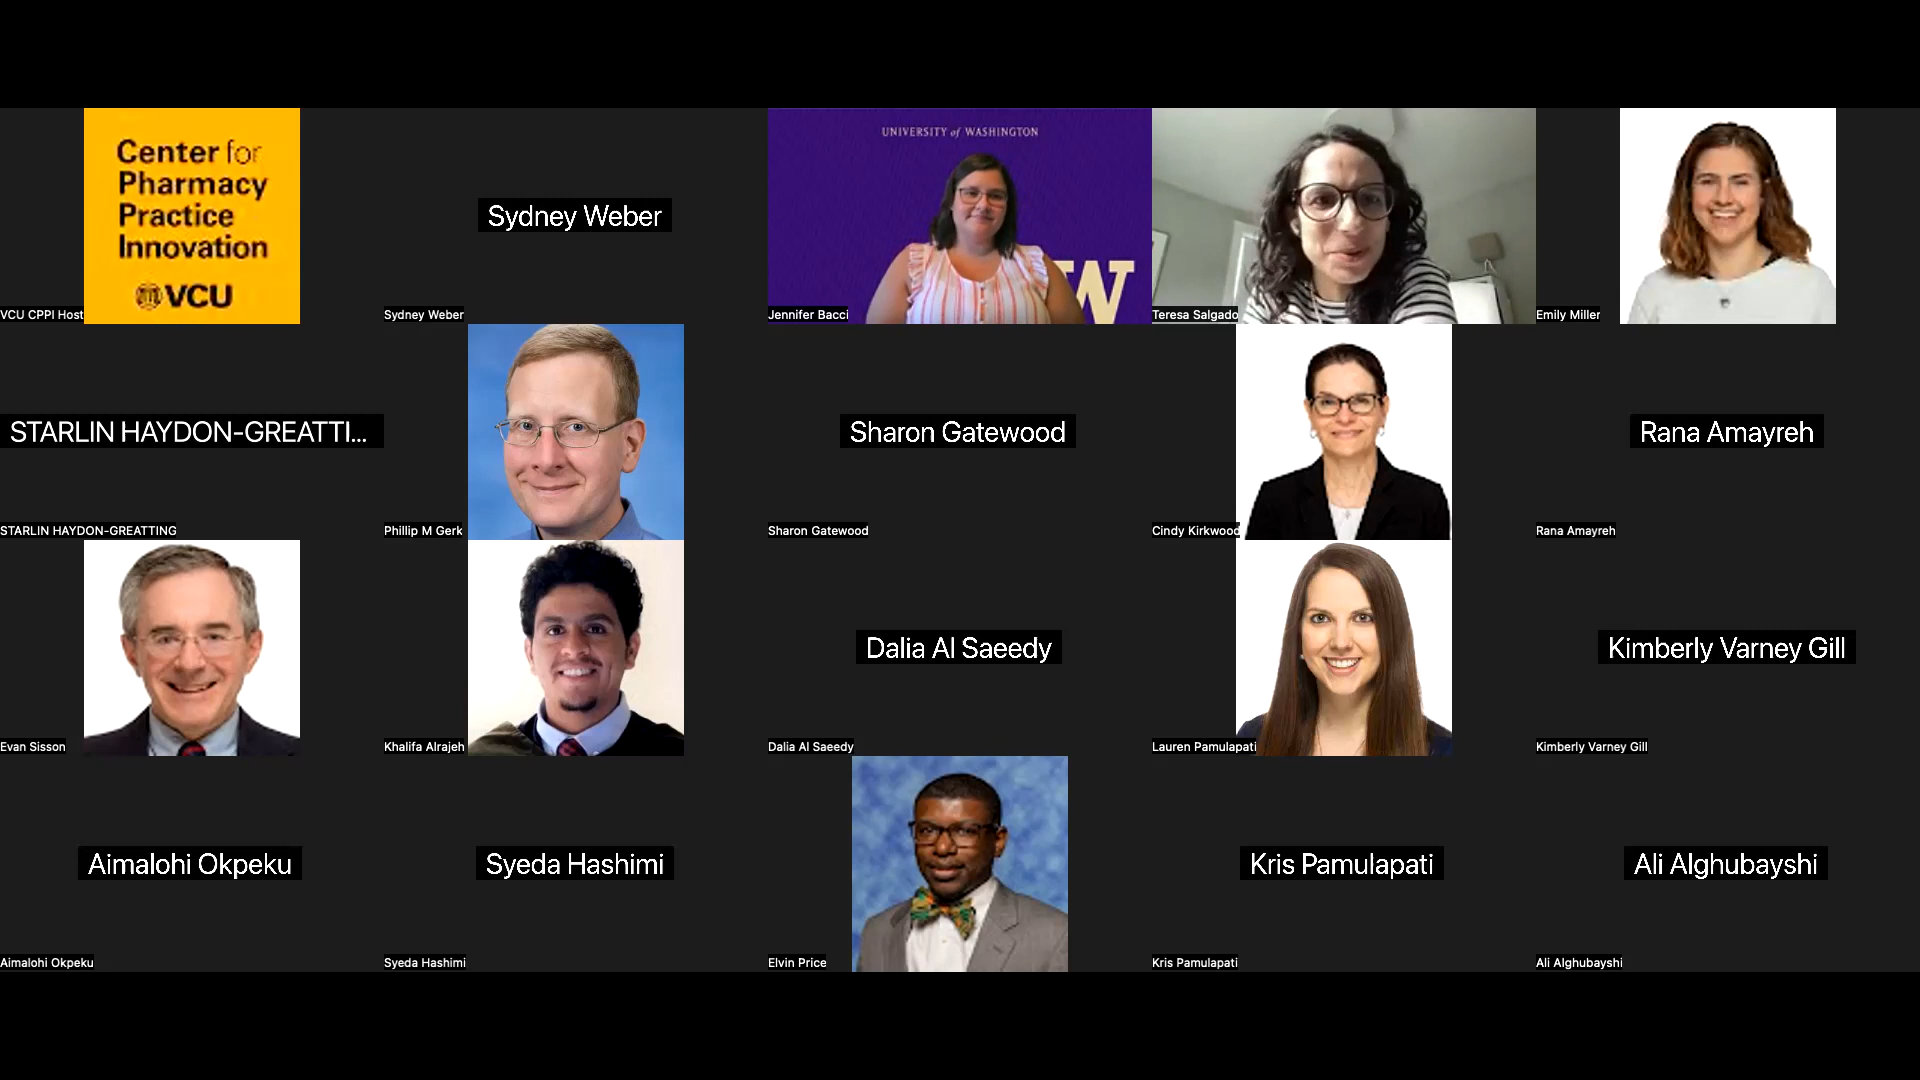 Center for
Pharmacy
Practice
Innovation
VCU
VCU CPPI Host
Sydney Weber
Sydney Weber
UNIVERSITY of WASHINGTON
W
Jennifer Bacci
Teresa Salgado
Emily Miller
STARLIN HAYDON-GREATTI...
STARLIN HAYDON-GREATTING
Phillip M Gerk
Sharon Gatewood
Sharon Gatewood
Cindy Kirkwood
Rana Amayreh
Rana Amayreh
Evan Sisson
Khalifa Alrajeh
Dalia Al Saeedy
Dalia Al Saeedy
Lauren Pamulapati
Kimberly Varney Gill
Kimberly Varney Gill
Aimalohi Okpeku
Aimalohi Okpeku
Syeda Hashimi
Syeda Hashimi
Elvin Price
Kris Pamulapati
Kris Pamulapati
Ali Alghubayshi
Ali Alghubayshi